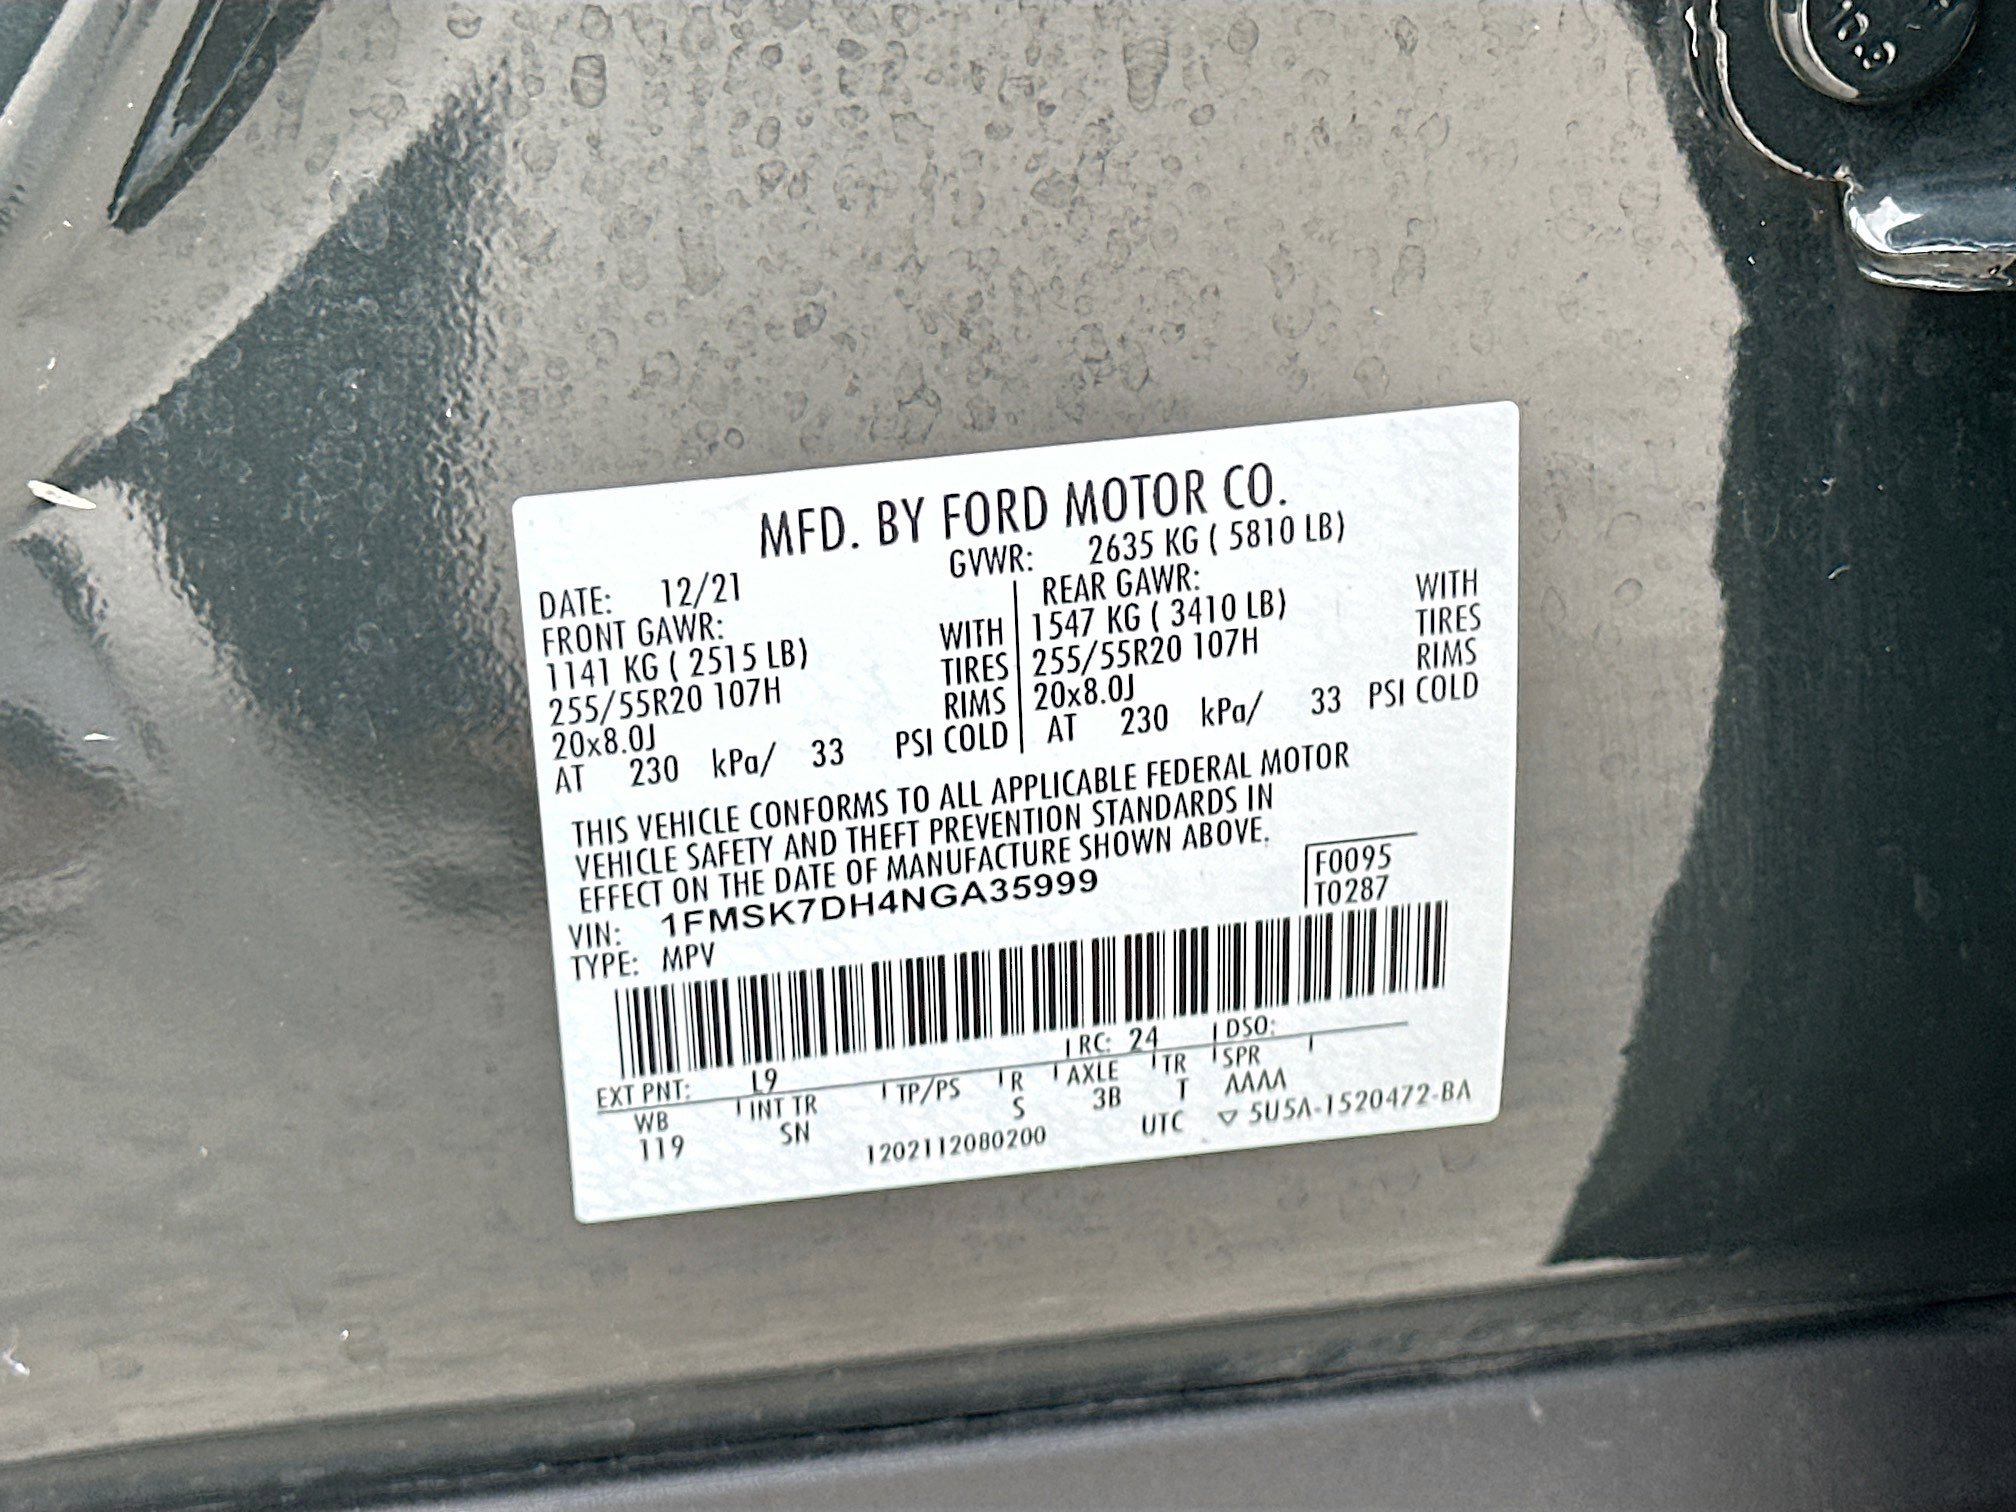 10.9
MFD. BY FORD MOTOR CO.
DATE: 12/21 GVWR: 2635 KG ( 5810 LB)
FRONT GAWR: REAR GAWR:
1141 KG ( 2515 LB) WITH 1547 KG ( 3410 LB) WITH
255/55R20 107H TIRES 255/55R20 107H TIRES
20x8.0J RIMS 20x8.0J RIMS
AT 230 kPa/ 33 PSI COLD AT 230 kPa/ 33 PSI COLD
THIS VEHICLE CONFORMS TO ALL APPLICABLE FEDERAL MOTOR
VEHICLE SAFETY AND THEFT PREVENTION STANDARDS IN
EFFECT ON THE DATE OF MANUFACTURE SHOWN ABOVE.
VIN: 1FMSK7DH4NGA35999 F0095
TYPE: MPV T0287
EXT PNT: L9 RC: 24 DSO:
WB INT TR TP/PS R AXLE TR SPR
119 SN S 3B T AAAA
1202112080200 UTC ▽ 5U5A-1520472-BA